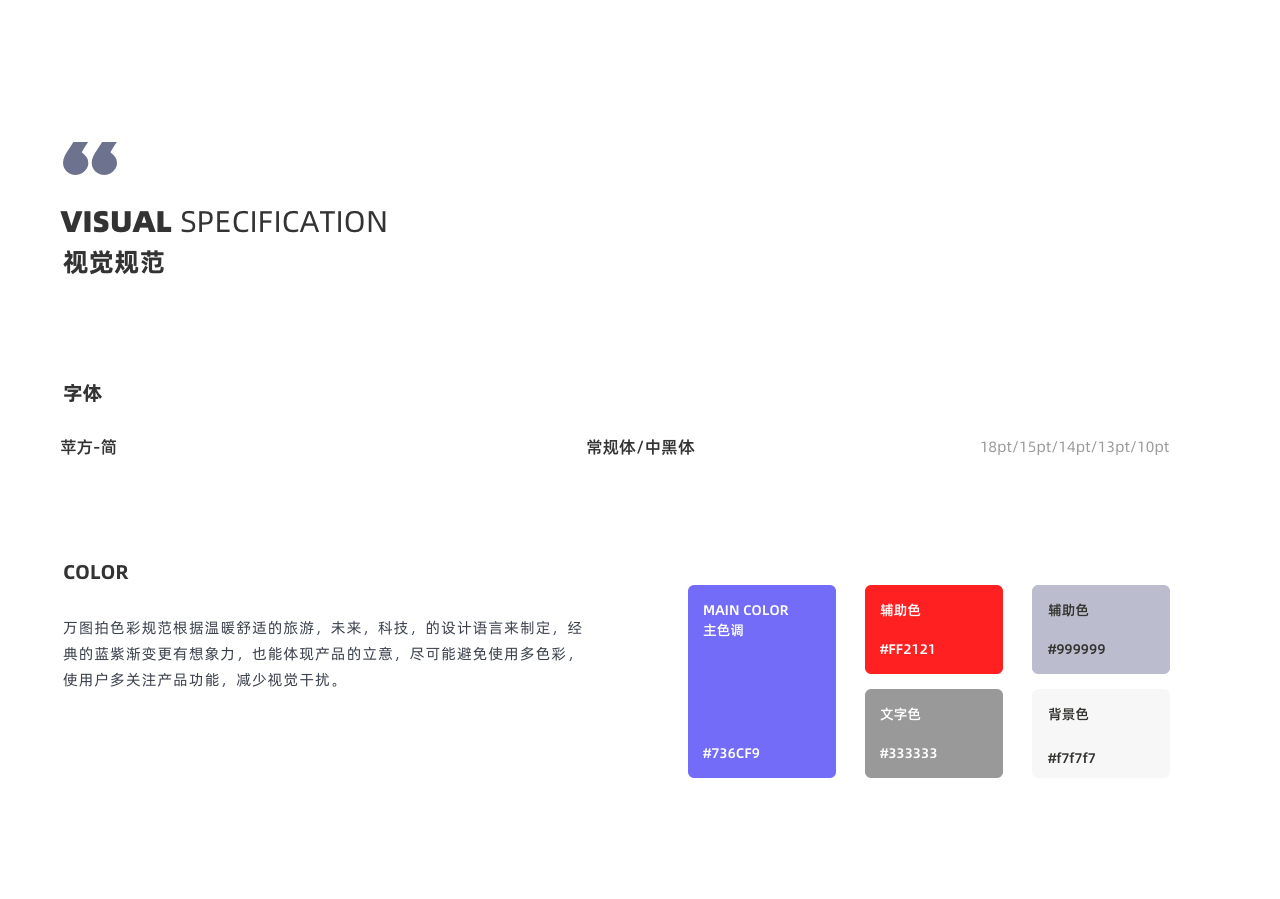 VISUAL SPECIFICATION
视觉规范
字体
苹方-简
常规体/中黑体
18pt/15pt/14pt/13pt/10pt
COLOR
万图拍色彩规范根据温暖舒适的旅游，未来，科技，的设计语言来制定，经
典的蓝紫渐变更有想象力，也能体现产品的立意，尽可能避免使用多色彩，
使用户多关注产品功能，减少视觉干扰。
MAIN COLOR
主色调
#736CF9
辅助色
#FF2121
辅助色
#999999
文字色
#333333
背景色
#f7f7f7